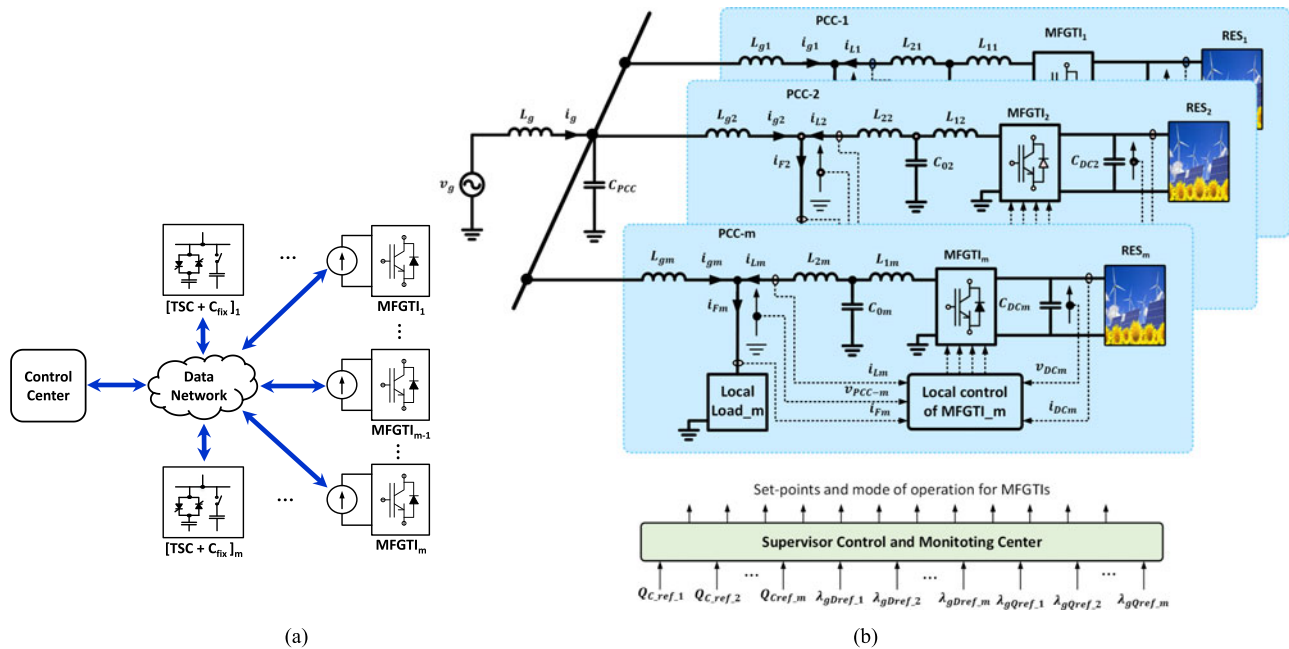 [TSC + C_fix]_1
...
MFGTI_1
Control Center
Data Network
...
MFGTI_m-1
...
[TSC + C_fix]_m
...
MFGTI_m
(a)
PCC-1
L_g1
i_g1
i_L1
L_21
L_11
MFGTI_1
RES_1
PCC-2
L_g
i_g
L_g2
i_g2
i_L2
L_22
L_12
MFGTI_2
RES_2
v_g
C_PCC
i_F2
C_02
C_DC2
PCC-m
L_gm
i_gm
i_Lm
L_2m
L_1m
MFGTI_m
RES_m
i_Fm
C_0m
C_DCm
Local Load_m
i_Lm
v_PCC-m
i_Fm
Local control of MFGTI_m
v_DCm
i_DCm
Set-points and mode of operation for MFGTIs
Supervisor Control and Monitoting Center
Q_C_ref_1 Q_C_ref_2 ... Q_Cref_m λ_gDref_1 λ_gDref_2 ... λ_gDref_m λ_gQref_1 λ_gQref_2 ... λ_gQref_m
(b)